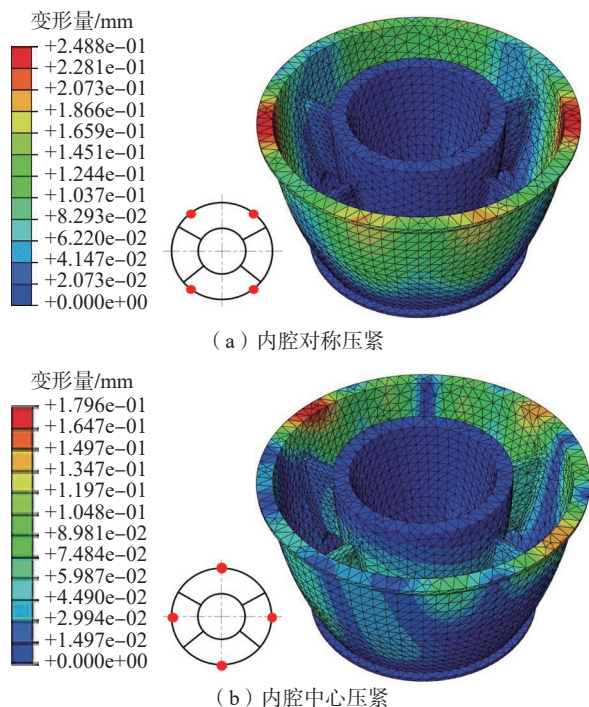 变形量/mm
+2.488e−01
+2.281e−01
+2.073e−01
+1.866e−01
+1.659e−01
+1.451e−01
+1.244e−01
+1.037e−01
+8.293e−02
+6.220e−02
+4.147e−02
+2.073e−02
+0.000e+00
（a）内腔对称压紧
变形量/mm
+1.796e−01
+1.647e−01
+1.497e−01
+1.347e−01
+1.197e−01
+1.048e−01
+8.981e−02
+7.484e−02
+5.987e−02
+4.490e−02
+2.994e−02
+1.497e−02
+0.000e+00
（b）内腔中心压紧